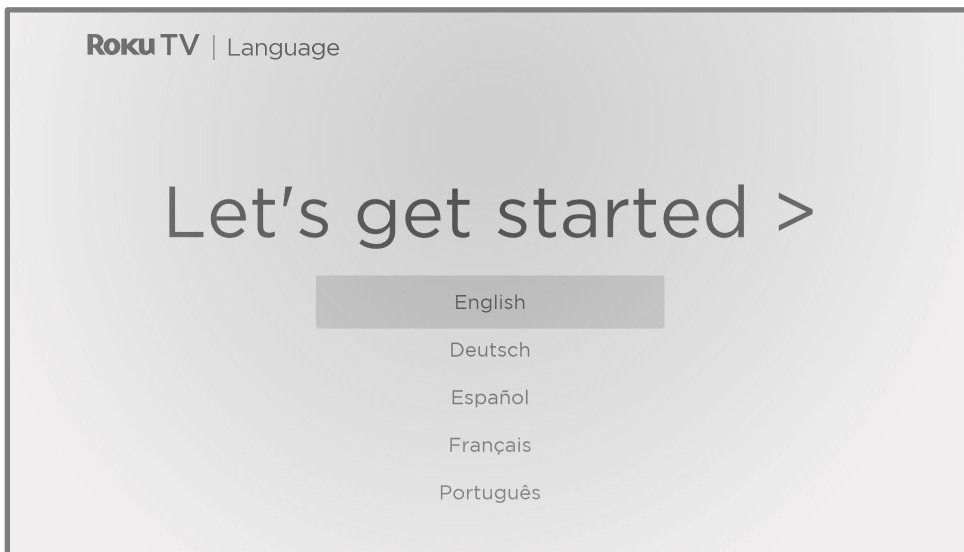 Roku TV | Language
Let's get started >
English
Deutsch
Español
Français
Português